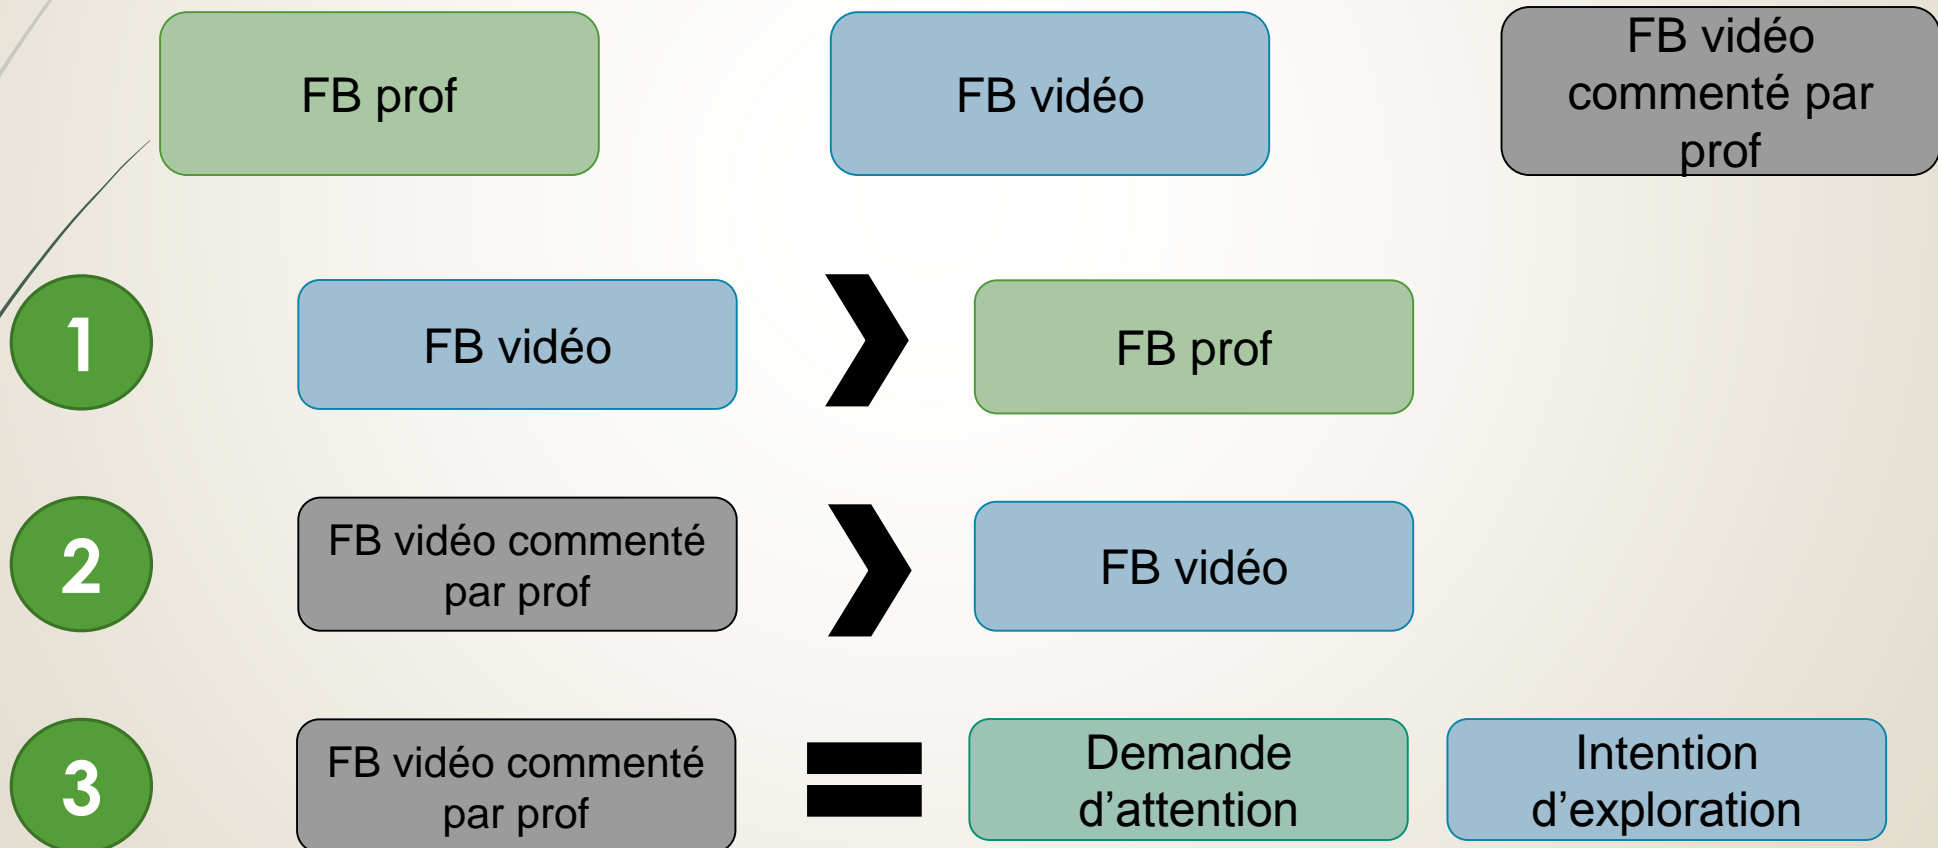 FB prof
FB vidéo
FB vidéo
commenté par
prof
1
FB vidéo
FB prof
2
FB vidéo commenté
par prof
FB vidéo
3
FB vidéo commenté
par prof
Demande
d’attention
Intention
d’exploration